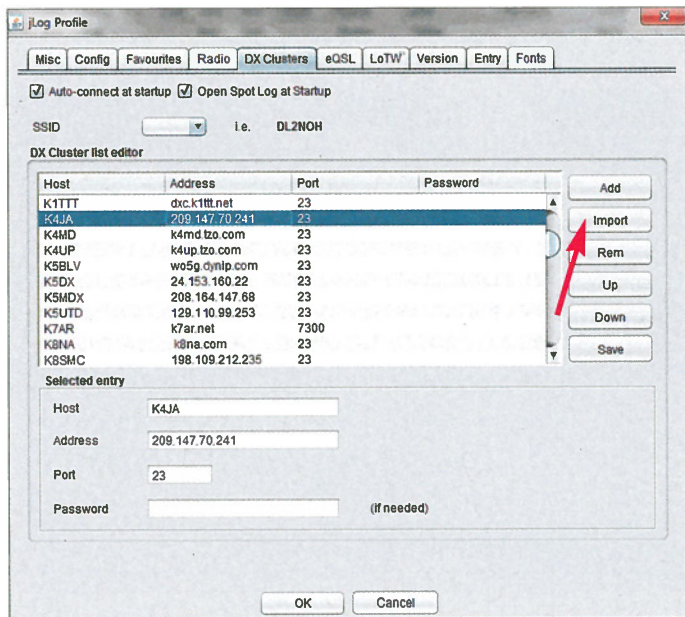 jLog Profile
Misc Config Favourites Radio DX Clusters eQSL LoTW Version Entry Fonts
Auto-connect at startup Open Spot Log at Startup
SSID i.e. DL2NOH
DX Cluster list editor
Host Address Port Password
K1TTT dxc.k1ttt.net 23
K4JA 209.147.70.241 23
K4MD k4md.tzo.com 23
K4UP k4up.tzo.com 23
K5BLV wo5g.dynip.com 23
K5DX 24.153.160.22 23
K5MDX 208.164.147.68 23
K5UTD 129.110.99.253 23
K7AR k7ar.net 7300
K8NA k8na.com 23
K8SMC 198.109.212.235 23
Add
Import
Rem
Up
Down
Save
Selected entry
Host K4JA
Address 209.147.70.241
Port 23
Password (if needed)
OK Cancel